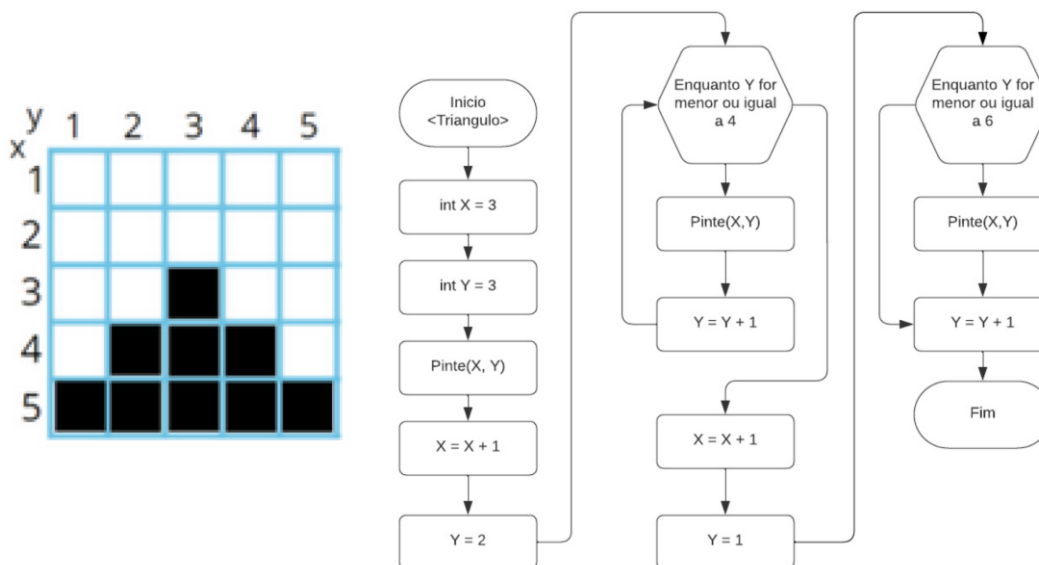 y
x
1 2 3 4 5
1
2
3
4
5
Inicio
<Triangulo>
int X = 3
int Y = 3
Pinte(X, Y)
X = X + 1
Y = 2
Enquanto Y for
menor ou igual
a 4
Pinte(X,Y)
Y = Y + 1
X = X + 1
Y = 1
Enquanto Y for
menor ou igual
a 6
Pinte(X,Y)
Y = Y + 1
Fim